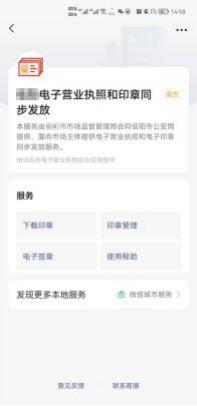 14:58
电子营业执照和印章同
步发放
官方
本服务由
市市场监督管理局会同信阳市公安局
提供，面向市场主体提供电子营业执照和电子印章
同步发放服务。
服务
下载印章
印章管理
电子签章
使用帮助
发现更多本地服务
微信城市服务
意见反馈
联系客服